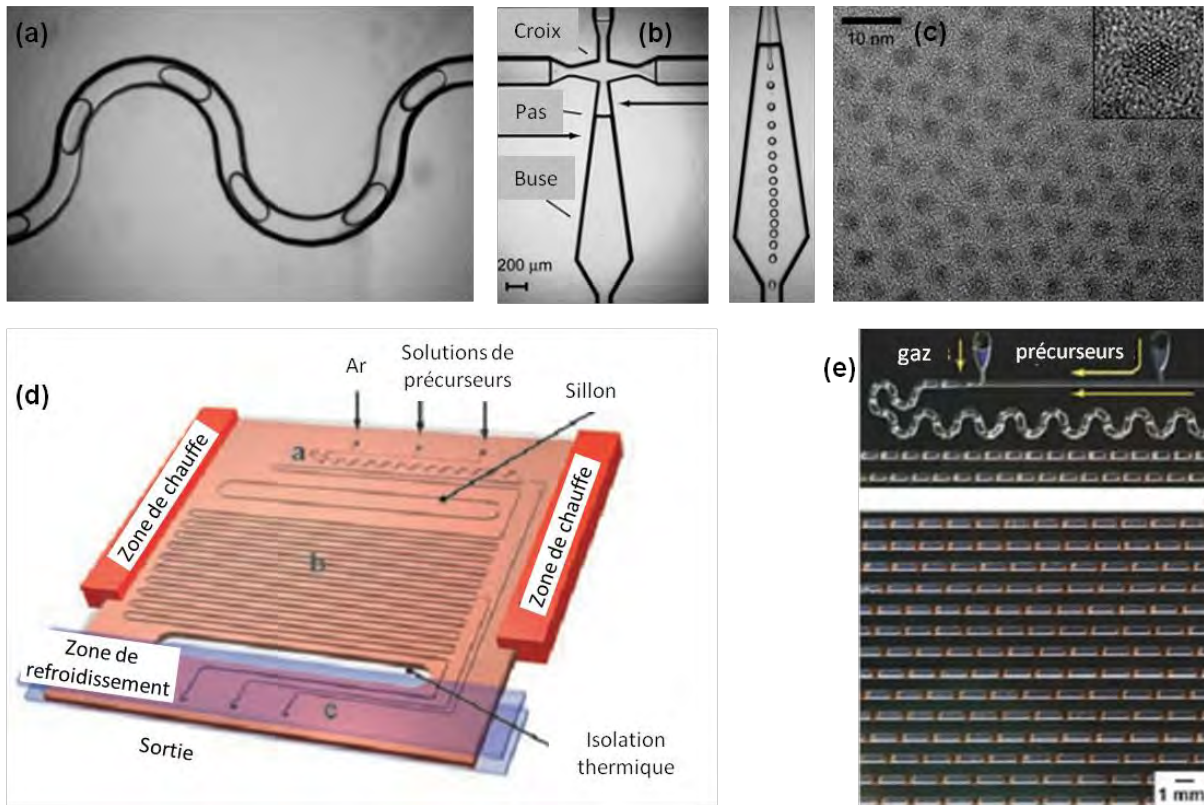 (a)
Croix
(b)
Pas
Buse
200 µm
10 nm
(c)
(d)
Ar
Solutions de
précurseurs
Sillon
Zone de chauffe
a
b
Zone de chauffe
Zone de
refroidissement
c
Sortie
Isolation
thermique
gaz
précurseurs
(e)
1 mm